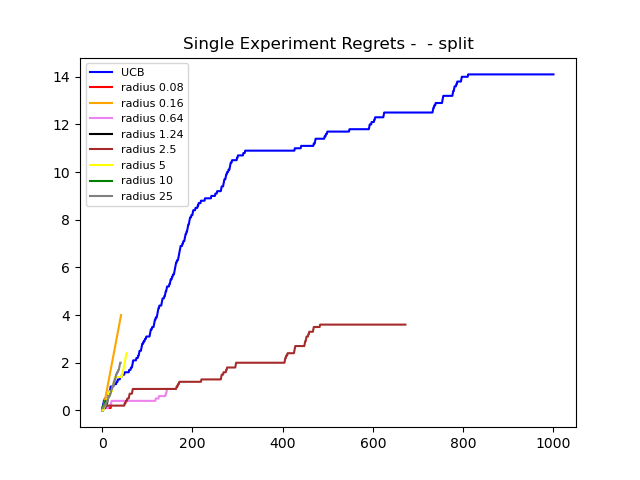 Single Experiment Regrets -  - split
UCB
radius 0.08
radius 0.16
radius 0.64
radius 1.24
radius 2.5
radius 5
radius 10
radius 25
14
12
10
8
6
4
2
0
0 200 400 600 800 1000